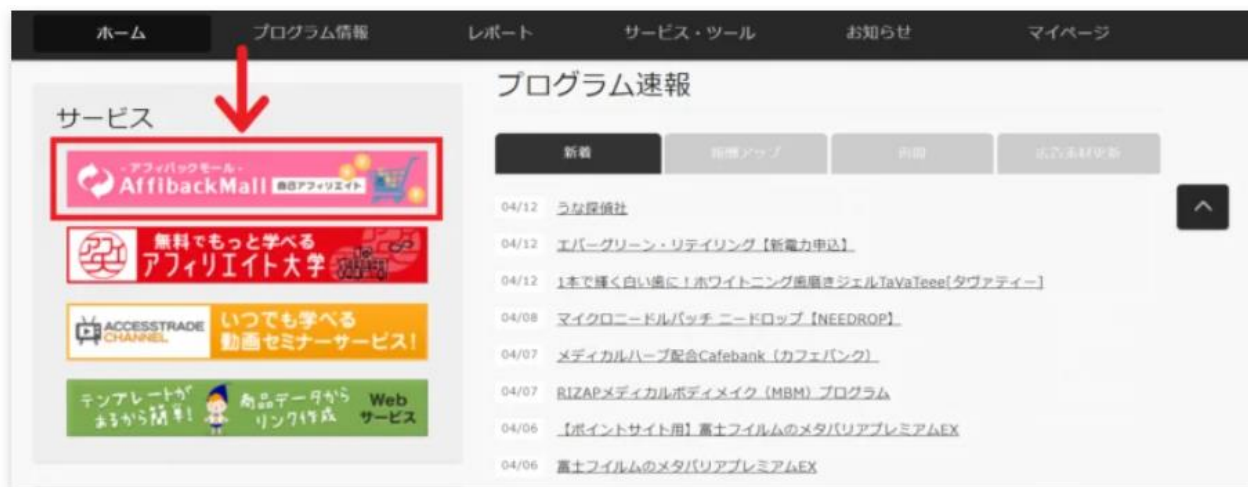 ホーム
プログラム情報
レポート
サービス・ツール
お知らせ
マイページ
サービス
- アフィバックモール -
AffibackMall 自己アフィリエイト
無料でもっと学べる
アフィリエイト大学
ACCESSTRADE
CHANNEL
いつでも学べる
動画セミナーサービス!
テンプレートが
あるから簡単!
商品データから
リンク作成
Web
サービス
プログラム速報
新着
報酬アップ
再開
広告素材更新
04/12 うな探偵社
04/12 エバーグリーン・リテイリング【新電力申込】
04/12 1本で輝く白い歯に!ホワイトニング歯磨きジェルTaVaTeee[タヴァティー]
04/08 マイクロニードルパッチ ニードロップ【NEEDROP】
04/07 メディカルハーブ配合Cafebank(カフェバンク)
04/07 RIZAPメディカルボディメイク(MBM)プログラム
04/06 【ポイントサイト用】富士フイルムのメタバリアプレミアムEX
04/06 富士フイルムのメタバリアプレミアムEX